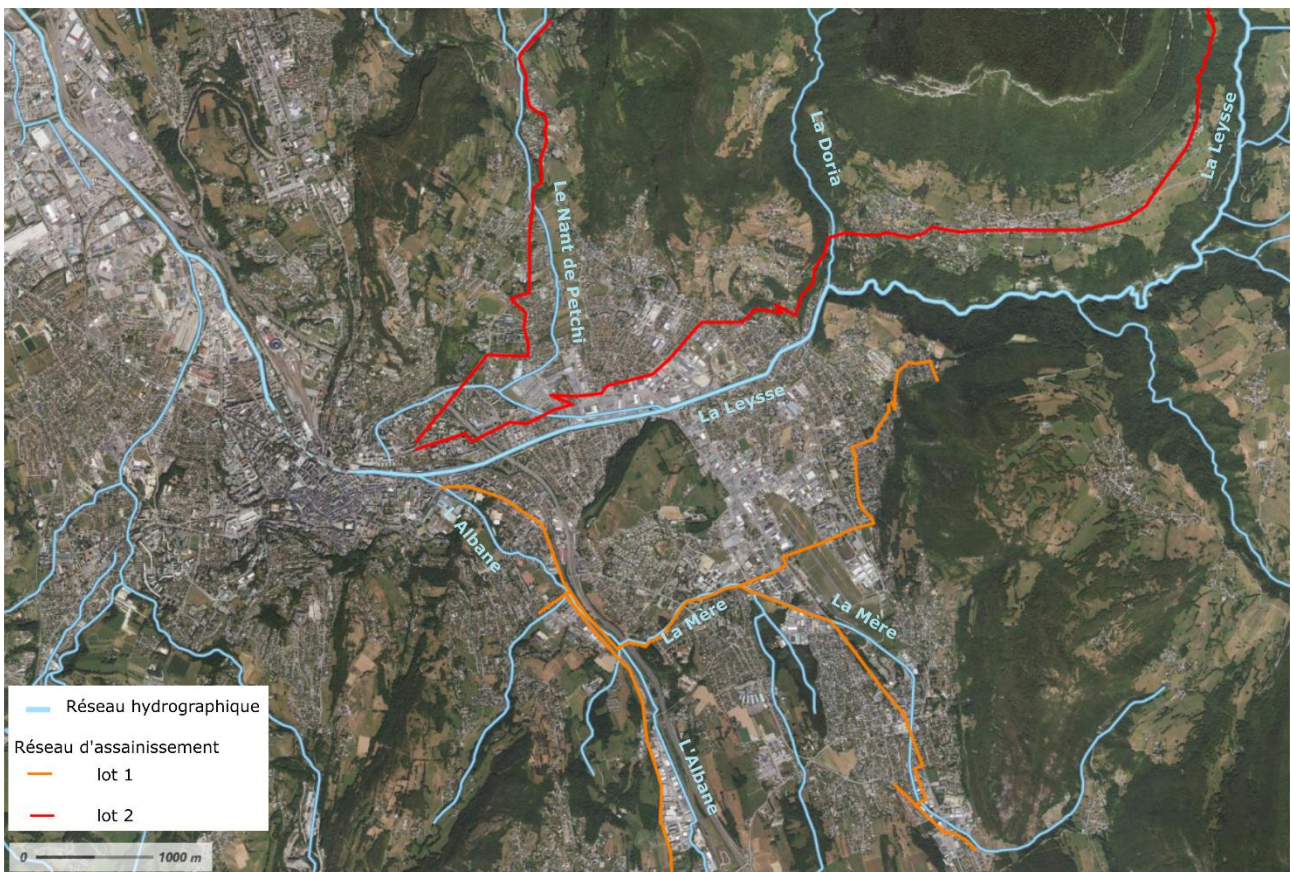 La Leysse
La Doria
Le Nant de Petchi
La Leysse
L'Albane
La Mère
La Mère
L'Albane
Réseau hydrographique
Réseau d'assainissement
lot 1
lot 2
0 1000 m